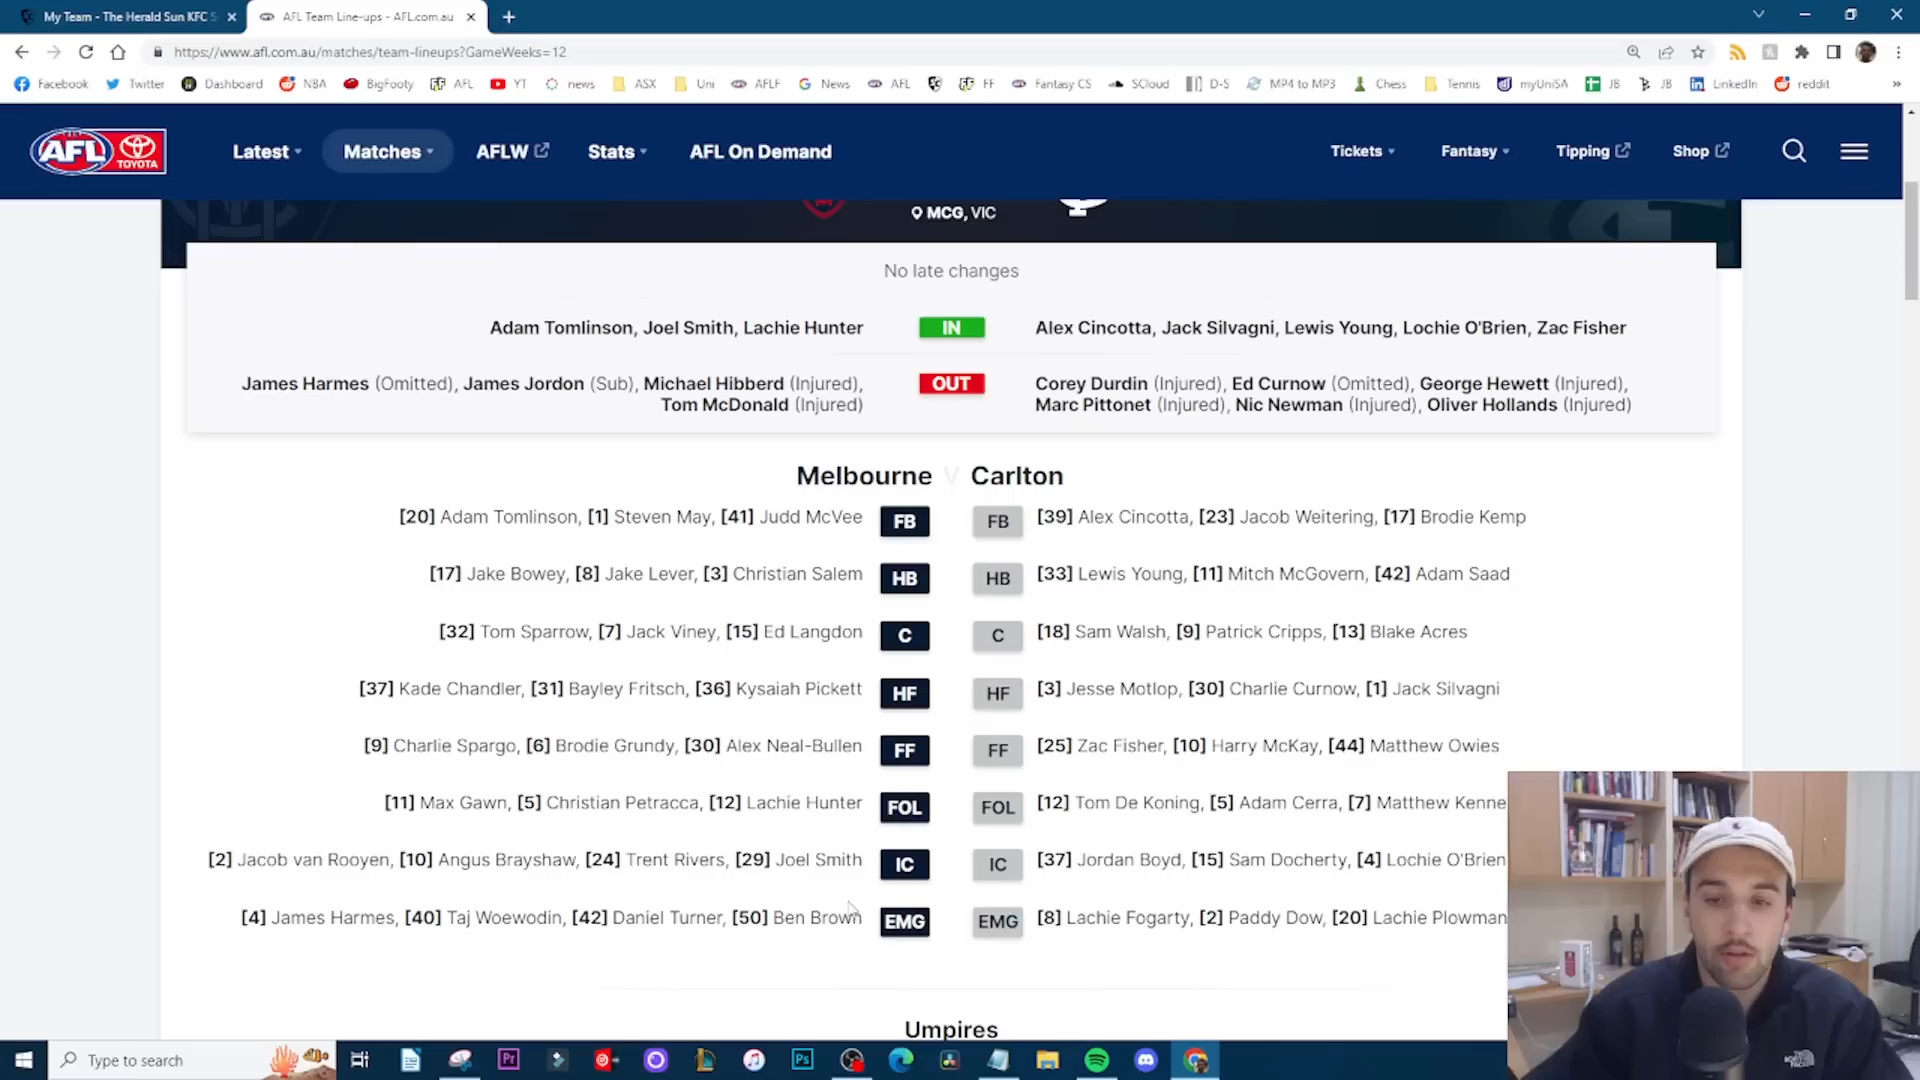 My Team - The Herald Sun KFC S
AFL Team Line-ups - AFL.com.au
https://www.afl.com.au/matches/team-lineups?GameWeeks=12
Facebook Twitter Dashboard NBA BigFooty AFL YT news ASX Uni AFLF News AFL FF Fantasy CS SCloud D-S MP4 to MP3 Chess Tennis myUniSA JB JB LinkedIn reddit »
AFL TOYOTA Latest Matches AFLW Stats AFL On Demand Tickets Fantasy Tipping Shop
MCG, VIC
No late changes
Adam Tomlinson, Joel Smith, Lachie Hunter IN Alex Cincotta, Jack Silvagni, Lewis Young, Lochie O'Brien, Zac Fisher
James Harmes (Omitted), James Jordon (Sub), Michael Hibberd (Injured), OUT Corey Durdin (Injured), Ed Curnow (Omitted), George Hewett (Injured),
Tom McDonald (Injured) Marc Pittonet (Injured), Nic Newman (Injured), Oliver Hollands (Injured)
Melbourne V Carlton
[20] Adam Tomlinson, [1] Steven May, [41] Judd McVee FB FB [39] Alex Cincotta, [23] Jacob Weitering, [17] Brodie Kemp
[17] Jake Bowey, [8] Jake Lever, [3] Christian Salem HB HB [33] Lewis Young, [11] Mitch McGovern, [42] Adam Saad
[32] Tom Sparrow, [7] Jack Viney, [15] Ed Langdon C C [18] Sam Walsh, [9] Patrick Cripps, [13] Blake Acres
[37] Kade Chandler, [31] Bayley Fritsch, [36] Kysaiah Pickett HF HF [3] Jesse Motlop, [30] Charlie Curnow, [1] Jack Silvagni
[9] Charlie Spargo, [6] Brodie Grundy, [30] Alex Neal-Bullen FF FF [25] Zac Fisher, [10] Harry McKay, [44] Matthew Owies
[11] Max Gawn, [5] Christian Petracca, [12] Lachie Hunter FOL FOL [12] Tom De Koning, [5] Adam Cerra, [7] Matthew Kenne
[2] Jacob van Rooyen, [10] Angus Brayshaw, [24] Trent Rivers, [29] Joel Smith IC IC [37] Jordan Boyd, [15] Sam Docherty, [4] Lochie O'Brien
[4] James Harmes, [40] Taj Woewodin, [42] Daniel Turner, [50] Ben Brown EMG EMG [8] Lachie Fogarty, [2] Paddy Dow, [20] Lachie Plowman
Umpires
Type to search